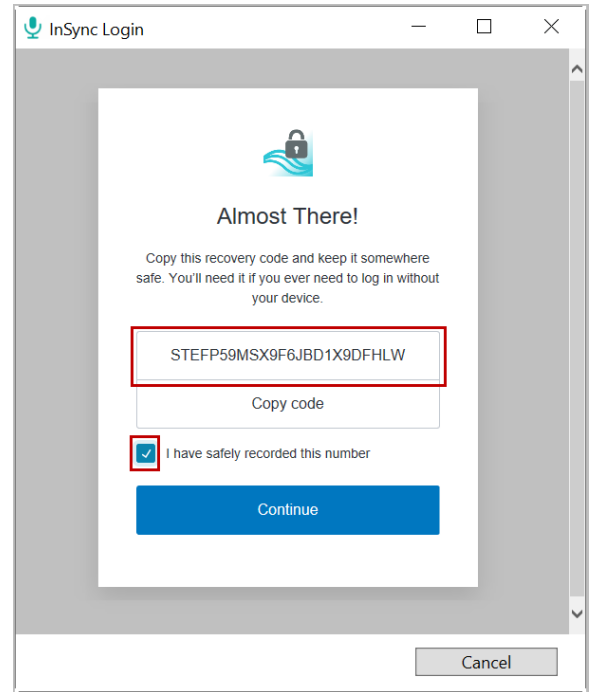 InSync Login
Almost There!
Copy this recovery code and keep it somewhere
safe. You'll need it if you ever need to log in without
your device.
STEFP59MSX9F6JBD1X9DFHLW
Copy code
I have safely recorded this number
Continue
Cancel